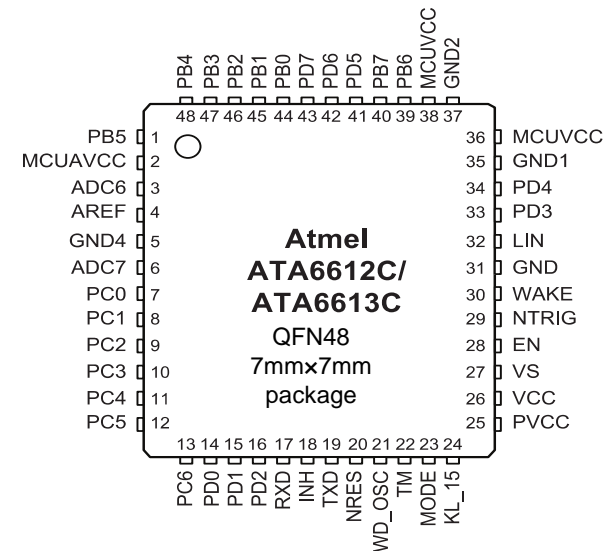 PB4 PB3 PB2 PB1 PB0 PD7 PD6 PD5 PB7 PB6 MCUVCC GND2
48 47 46 45 44 43 42 41 40 39 38 37
PB5 1
MCUAVCC 2
ADC6 3
AREF 4
GND4 5
ADC7 6
PC0 7
PC1 8
PC2 9
PC3 10
PC4 11
PC5 12
Atmel
ATA6612C/
ATA6613C
QFN48
7mm×7mm
package
36 MCUVCC
35 GND1
34 PD4
33 PD3
32 LIN
31 GND
30 WAKE
29 NTRIG
28 EN
27 VS
26 VCC
25 PVCC
13 14 15 16 17 18 19 20 21 22 23 24
PC6 PD0 PD1 PD2 RXD INH TXD NRES WD_OSC TM MODE KL_15